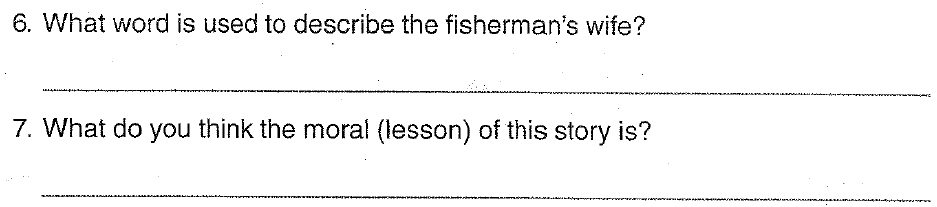 6. What word is used to describe the fisherman's wife?
7. What do you think the moral (lesson) of this story is?